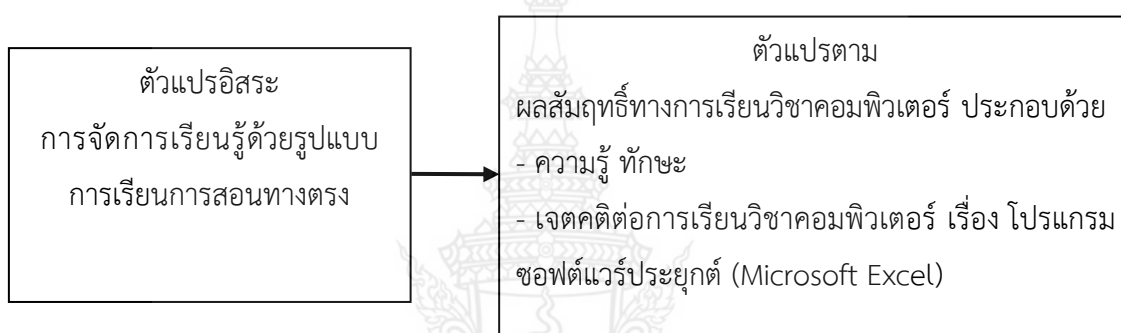 ตัวแปรอิสระ
การจัดการเรียนรู้ด้วยรูปแบบ
การเรียนการสอนทางตรง
ตัวแปรตาม
ผลสัมฤทธิ์ทางการเรียนวิชาคอมพิวเตอร์ ประกอบด้วย
- ความรู้ ทักษะ
- เจตคติต่อการเรียนวิชาคอมพิวเตอร์ เรื่อง โปรแกรม
ซอฟต์แวร์ประยุกต์ (Microsoft Excel)